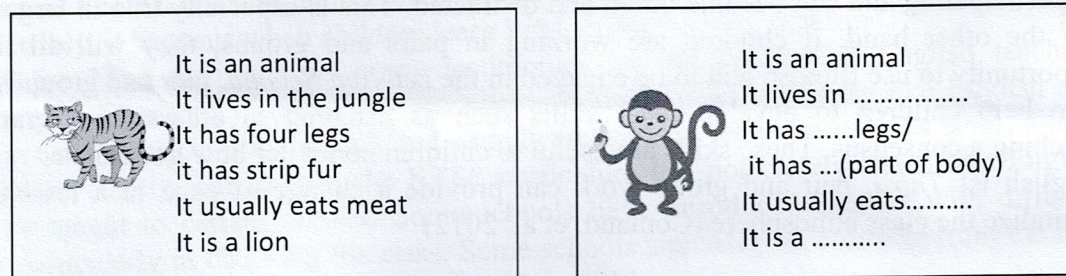 It is an animal
It lives in the jungle
It has four legs
it has strip fur
It usually eats meat
It is a lion
It is an animal
It lives in ..................
It has ......legs/
it has ...(part of body)
It usually eats.........
It is a ...........